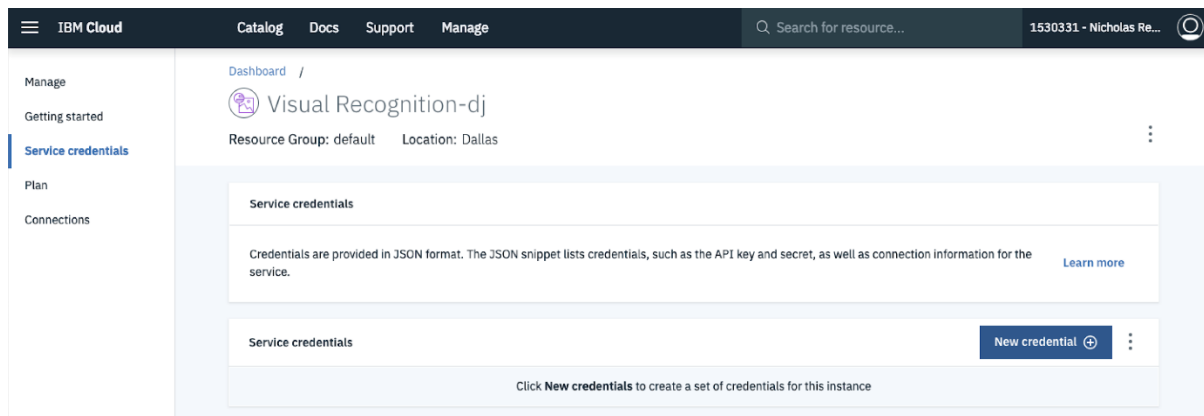 IBM Cloud Catalog Docs Support Manage Search for resource... 1530331 - Nicholas Re...
Manage
Getting started
Service credentials
Plan
Connections
Dashboard /
Visual Recognition-dj
Resource Group: default Location: Dallas
Service credentials
Credentials are provided in JSON format. The JSON snippet lists credentials, such as the API key and secret, as well as connection information for the
service.
Learn more
Service credentials New credential
Click New credentials to create a set of credentials for this instance